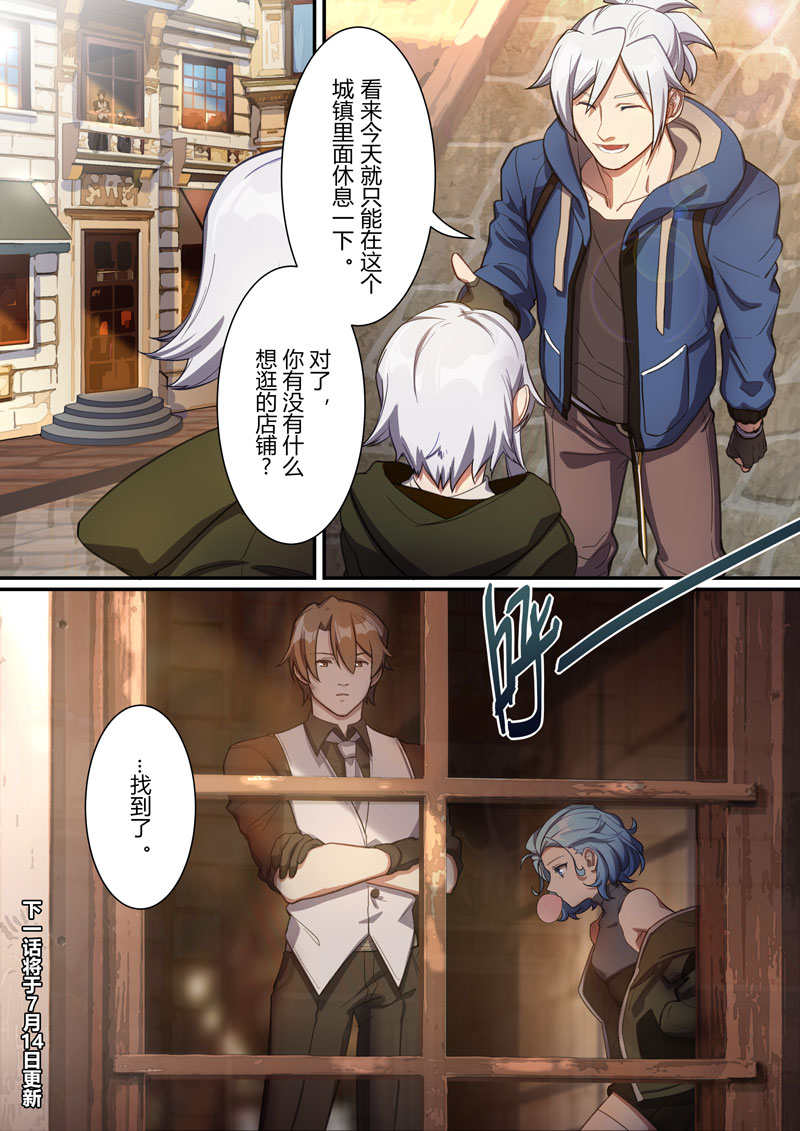 看来今天就只能在这个
城镇里面休息一下。
对了，
你有没有什么
想逛的店铺？
哼
…找到了。
下一话将于7月14日更新